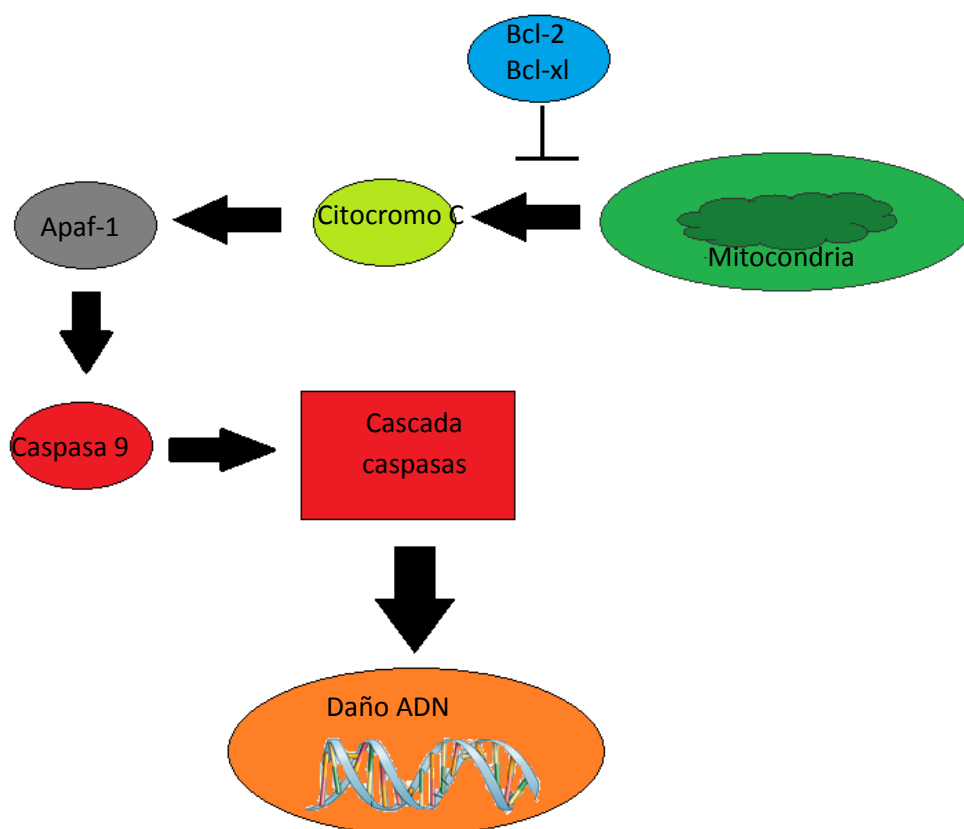 Bcl-2
Bcl-xl
Apaf-1
Citocromo C
Mitocondria
Caspasa 9
Cascada
caspasas
Daño ADN